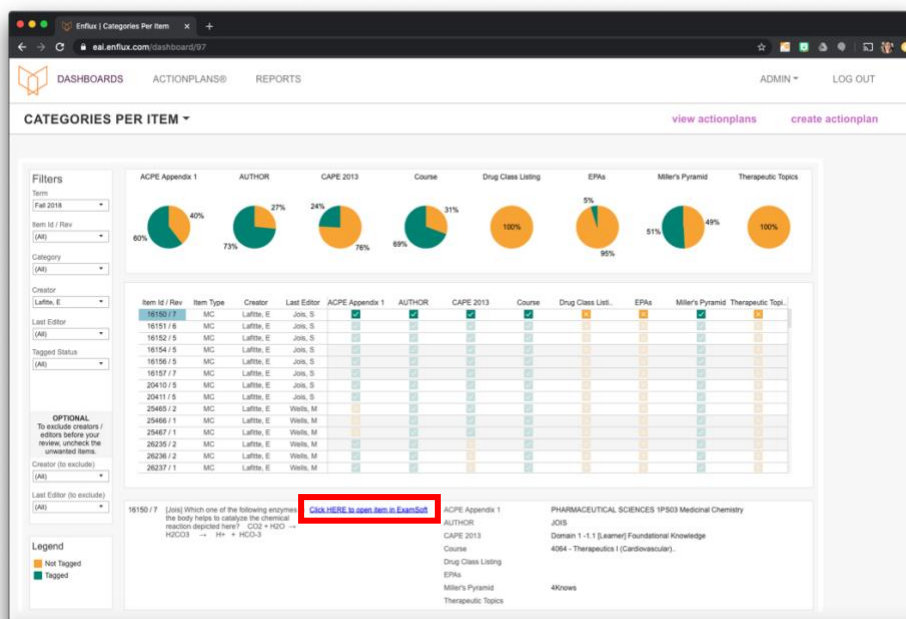 Enflux | Categories Per Item
eai.enflux.com/dashboard/97
DASHBOARDS ACTIONPLANS® REPORTS ADMIN LOG OUT
CATEGORIES PER ITEM view actionplans create actionplan
Filters
Term
Fall 2018
Item Id / Rev
(All)
Category
(All)
Creator
Lafitte, E
Last Editor
(All)
Tagged Status
(All)
OPTIONAL
To exclude creators /
editors before your
review, uncheck the
unwanted items.
Creator (to exclude)
(All)
Last Editor (to exclude)
(All)
Legend
Not Tagged
Tagged
ACPE Appendix 1 AUTHOR CAPE 2013 Course Drug Class Listing EPAs Miller's Pyramid Therapeutic Topics
40% 60% 27% 73% 24% 76% 31% 69% 100% 5% 95% 49% 51% 100%
Item Id / Rev Item Type Creator Last Editor ACPE Appendix 1 AUTHOR CAPE 2013 Course Drug Class Listi.. EPAs Miller's Pyramid Therapeutic Topi..
16150 / 7 MC Lafitte, E Jois, S
16151 / 6 MC Lafitte, E Jois, S
16152 / 5 MC Lafitte, E Jois, S
16154 / 5 MC Lafitte, E Jois, S
16156 / 5 MC Lafitte, E Jois, S
16157 / 7 MC Lafitte, E Jois, S
20410 / 5 MC Lafitte, E Jois, S
20411 / 5 MC Lafitte, E Jois, S
25465 / 2 MC Lafitte, E Wells, M
25466 / 1 MC Lafitte, E Wells, M
25467 / 1 MC Lafitte, E Wells, M
26235 / 2 MC Lafitte, E Wells, M
26236 / 2 MC Lafitte, E Wells, M
26237 / 1 MC Lafitte, E Wells, M
16150 / 7 [Jois] Which one of the following enzymes
the body helps to catalyze the chemical
reaction depicted here? CO2 + H2O →
H2CO3 → H+ + HCO-3
Click HERE to open item in ExamSoft
ACPE Appendix 1 PHARMACEUTICAL SCIENCES 1PS03 Medicinal Chemistry
AUTHOR JOIS
CAPE 2013 Domain 1 -1.1 [Learner] Foundational Knowledge
Course 4064 - Therapeutics I (Cardiovascular)..
Drug Class Listing
EPAs
Miller's Pyramid 4Knows
Therapeutic Topics